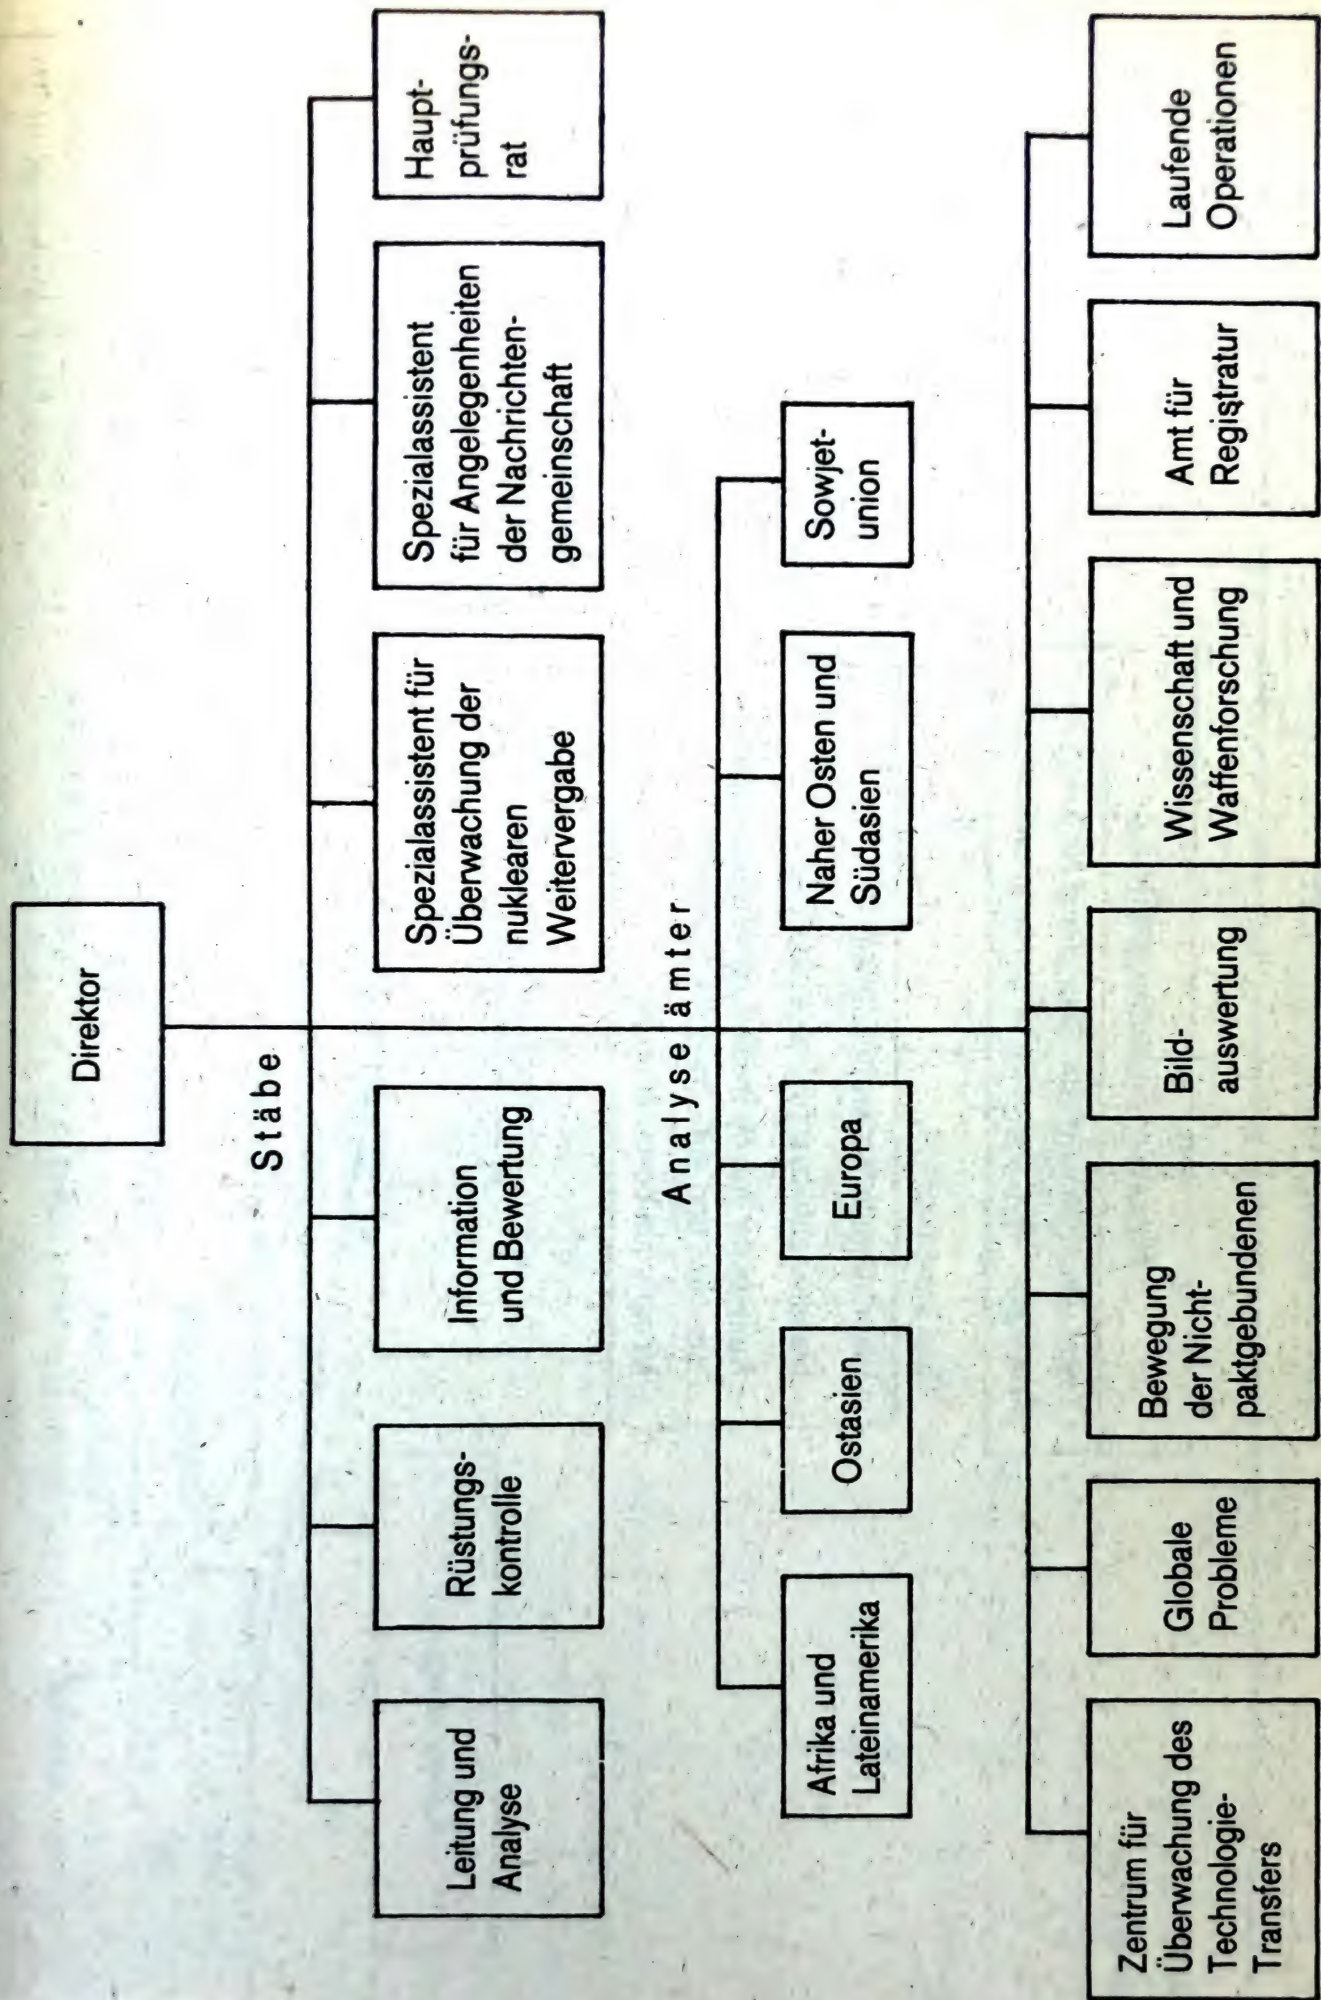 Direktor
Stäbe
Leitung und
Analyse
Rüstungs-
kontrolle
Information
und Bewertung
Spezialassistent für
Überwachung der
nuklearen
Weitervergabe
Spezialassistent
für Angelegenheiten
der Nachrichten-
gemeinschaft
Haupt-
prüfungs-
rat
Analyse ämter
Afrika und
Lateinamerika
Ostasien
Europa
Naher Osten und
Südasien
Sowjet-
union
Zentrum für
Überwachung des
Technologie-
Transfers
Globale
Probleme
Bewegung
der Nicht-
paktgebundenen
Bild-
auswertung
Wissenschaft und
Waffenforschung
Amt für
Registratur
Laufende
Operationen